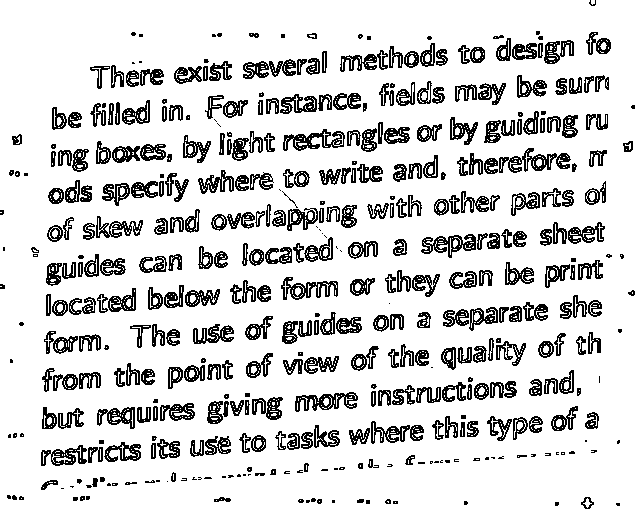 There exist several methods to design fo
be filled in. For instance, fields may be surr
ing boxes, by light rectangles or by guiding ru
ods specify where to write and, therefore, m
of skew and overlapping with other parts of
guides can be located on a separate sheet
located below the form or they can be print
form. The use of guides on a separate she
from the point of view of the quality of th
but requires giving more instructions and,
restricts its use to tasks where this type of a